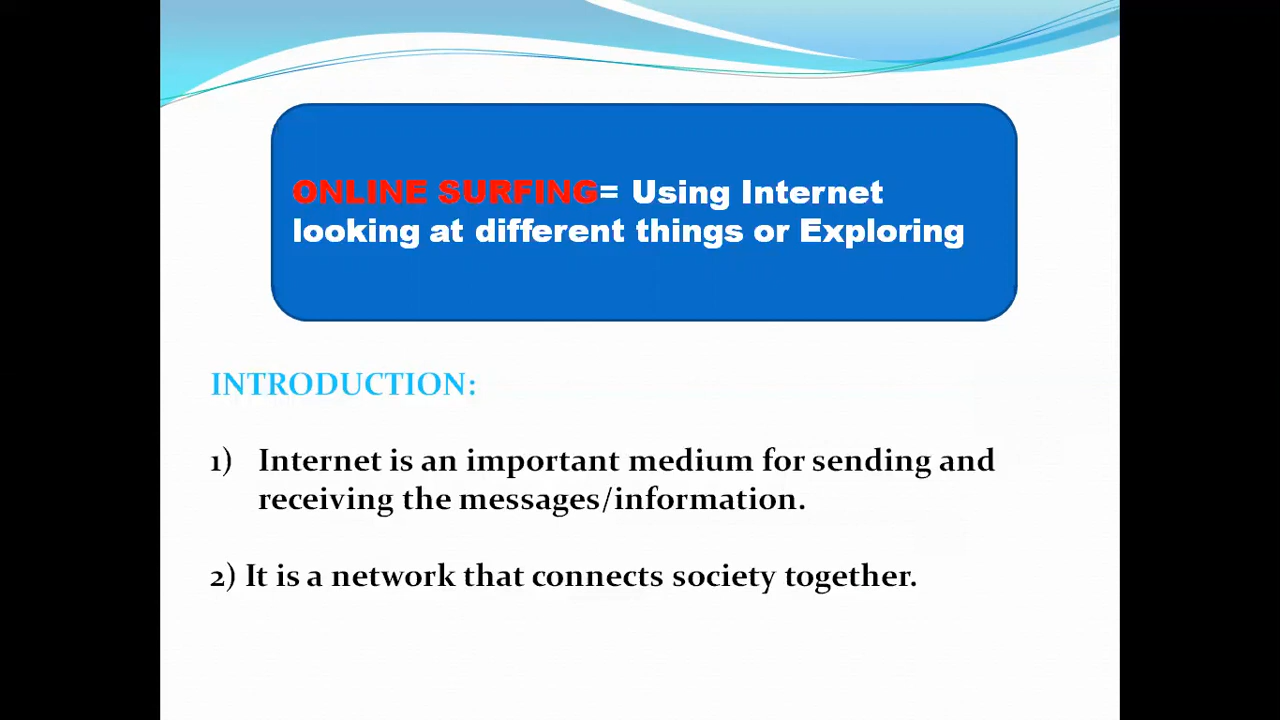 ONLINE SURFING= Using Internet
looking at different things or Exploring
INTRODUCTION:
1) Internet is an important medium for sending and
receiving the messages/information.
2) It is a network that connects society together.